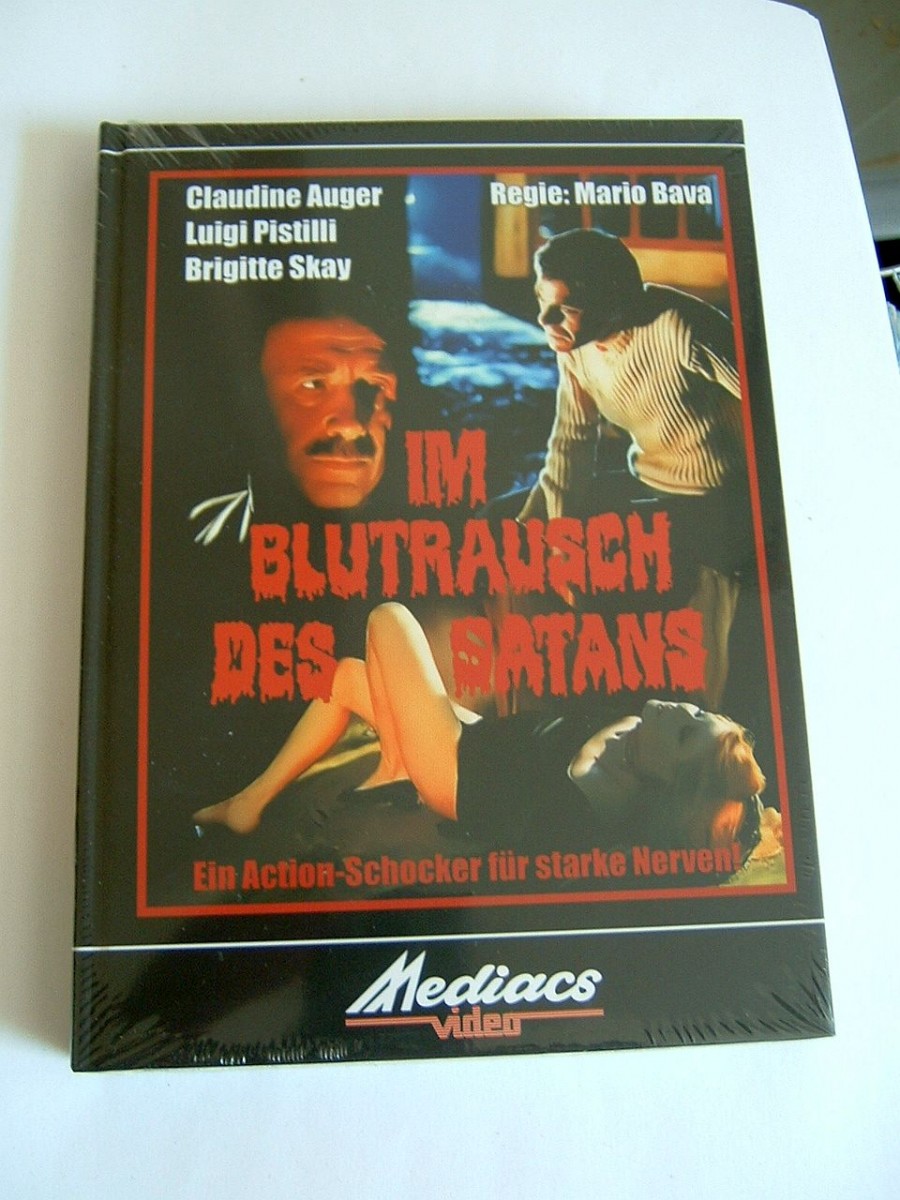 Claudine Auger
Luigi Pistilli
Brigitte Skay
Regie: Mario Bava
IM
BLUTRAUSCH
DES SATANS
Ein Action-Schocker für starke Nerven!
Mediacs
video